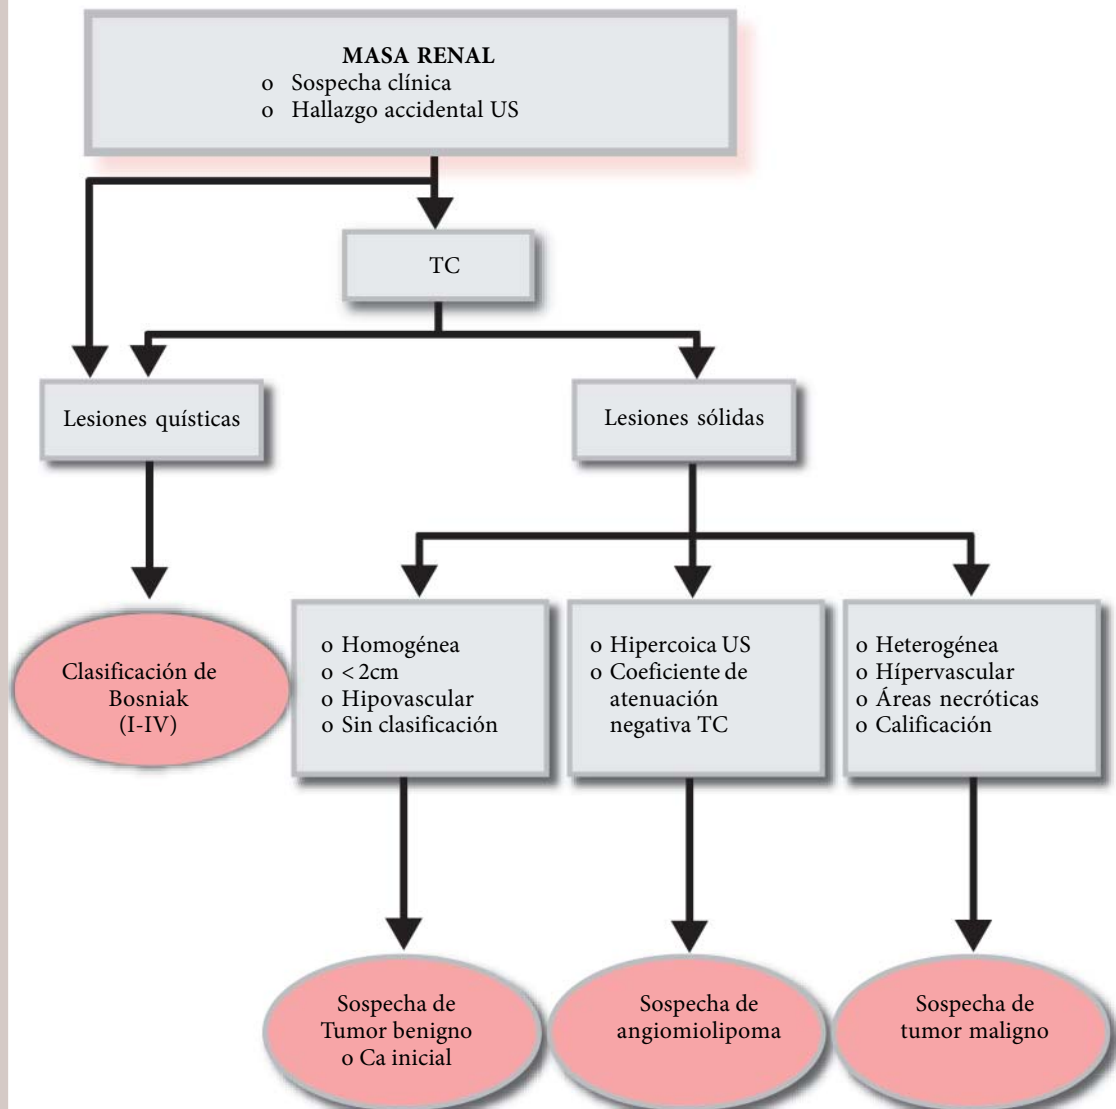 MASA RENAL
o Sospecha clínica
o Hallazgo accidental US
TC
Lesiones quísticas
Lesiones sólidas
Clasificación de
Bosniak
(I-IV)
o Homogénea
o < 2cm
o Hipovascular
o Sin clasificación
o Hipercoica US
o Coeficiente de
atenuación
negativa TC
o Heterogénea
o Hípervascular
o Áreas necróticas
o Calificación
Sospecha de
Tumor benigno
o Ca inicial
Sospecha de
angiomiolipoma
Sospecha de
tumor maligno